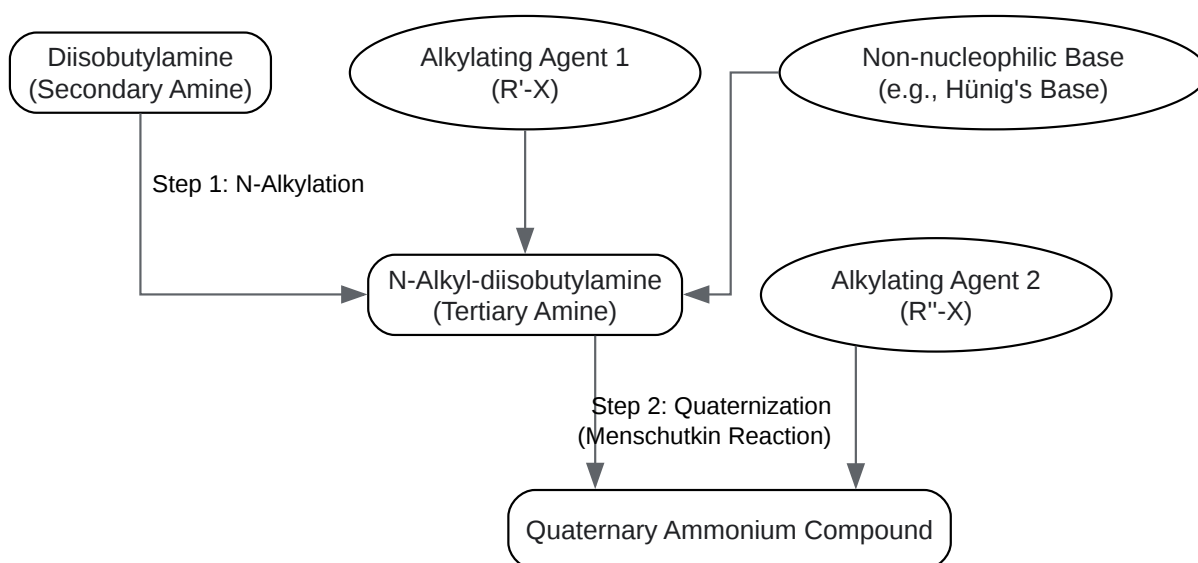 Diisobutylamine
(Secondary Amine)
Alkylating Agent 1
(R'-X)
Non-nucleophilic Base
(e.g., Hünig's Base)
Step 1: N-Alkylation
N-Alkyl-diisobutylamine
(Tertiary Amine)
Alkylating Agent 2
(R''-X)
Step 2: Quaternization
(Menschutkin Reaction)
Quaternary Ammonium Compound